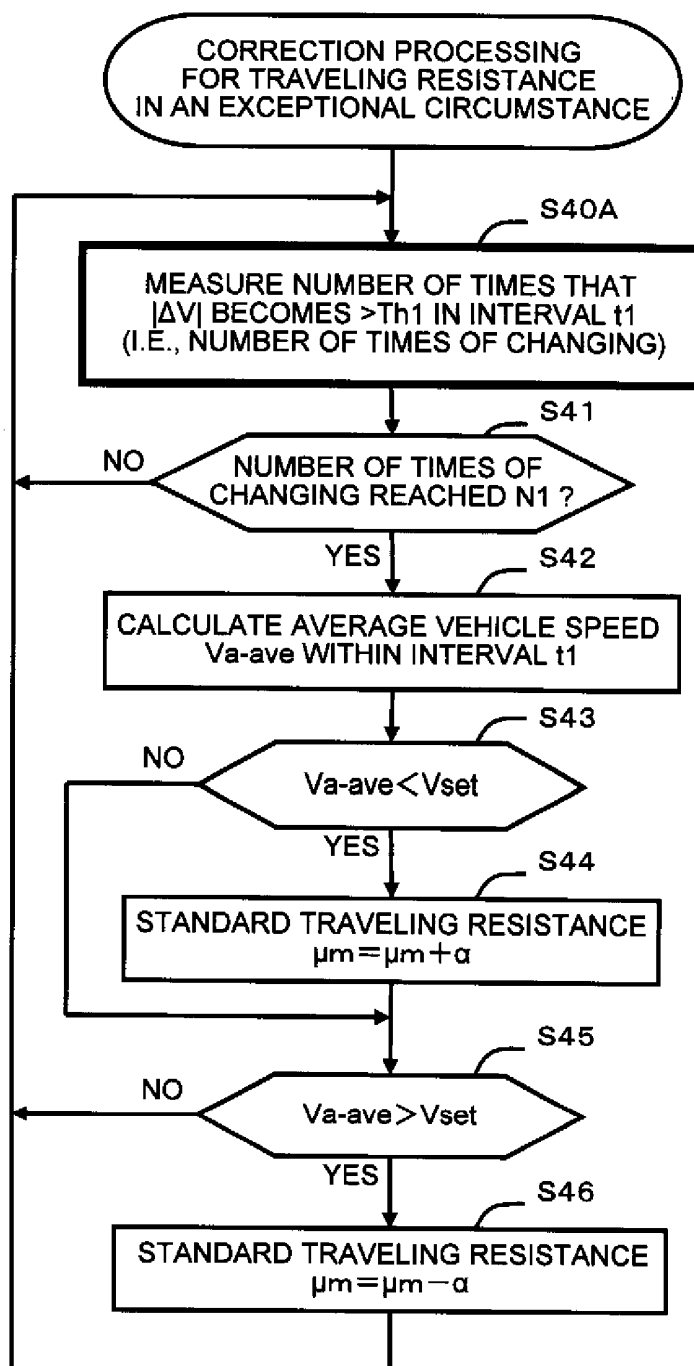 CORRECTION PROCESSING
FOR TRAVELING RESISTANCE
IN AN EXCEPTIONAL CIRCUMSTANCE
S40A
MEASURE NUMBER OF TIMES THAT
|ΔV| BECOMES >Th1 IN INTERVAL t1
(I.E., NUMBER OF TIMES OF CHANGING)
S41
NO
NUMBER OF TIMES OF
CHANGING REACHED N1 ?
YES
S42
CALCULATE AVERAGE VEHICLE SPEED
Va-ave WITHIN INTERVAL t1
S43
NO
Va-ave<Vset
YES
S44
STANDARD TRAVELING RESISTANCE
μm=μm+α
S45
NO
Va-ave>Vset
YES
S46
STANDARD TRAVELING RESISTANCE
μm=μm−α